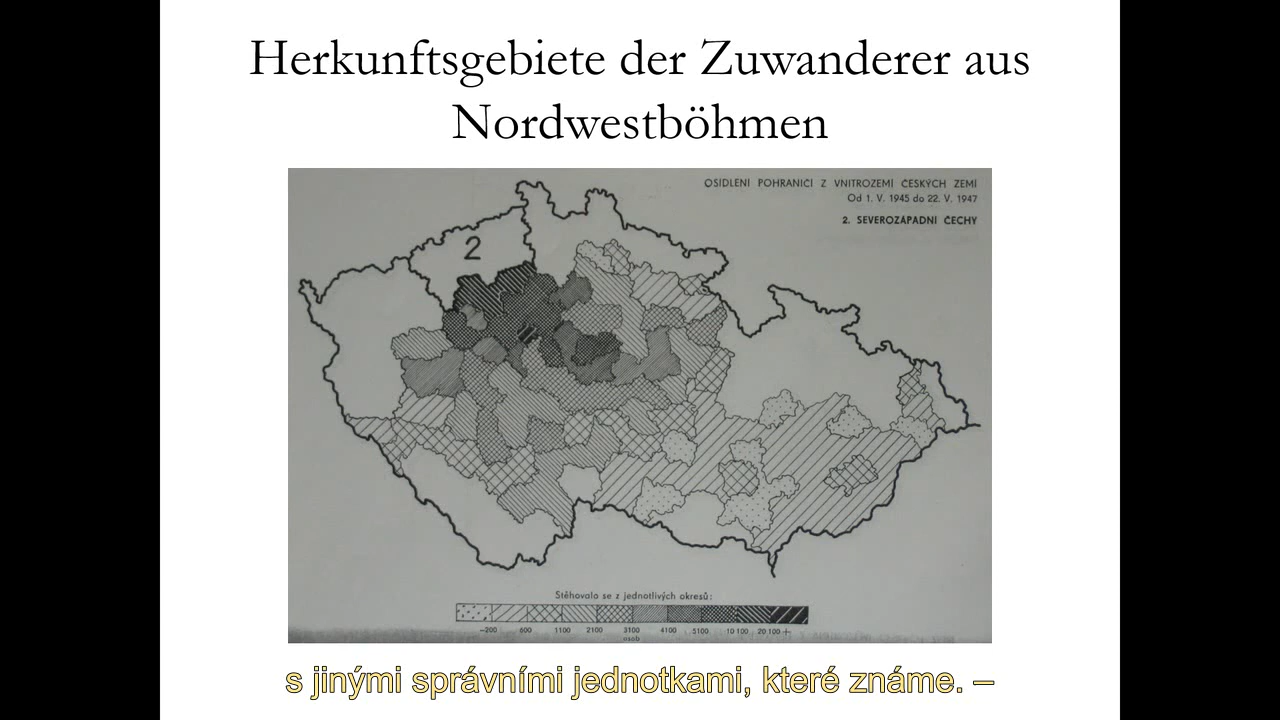 Herkunftsgebiete der Zuwanderer aus
Nordwestböhmen
OSÍDLENÍ POHRANIČÍ Z VNITROZEMÍ ČESKÝCH ZEMÍ
Od 1. V. 1945 do 22. V. 1947
2. SEVEROZÁPADNÍ ČECHY
2
Stěhovalo se z jednotlivých okresů:
–200 600 1100 2100 3100 4100 5100 10 100 20 100 +
osob
s jinými správními jednotkami, které známe. –